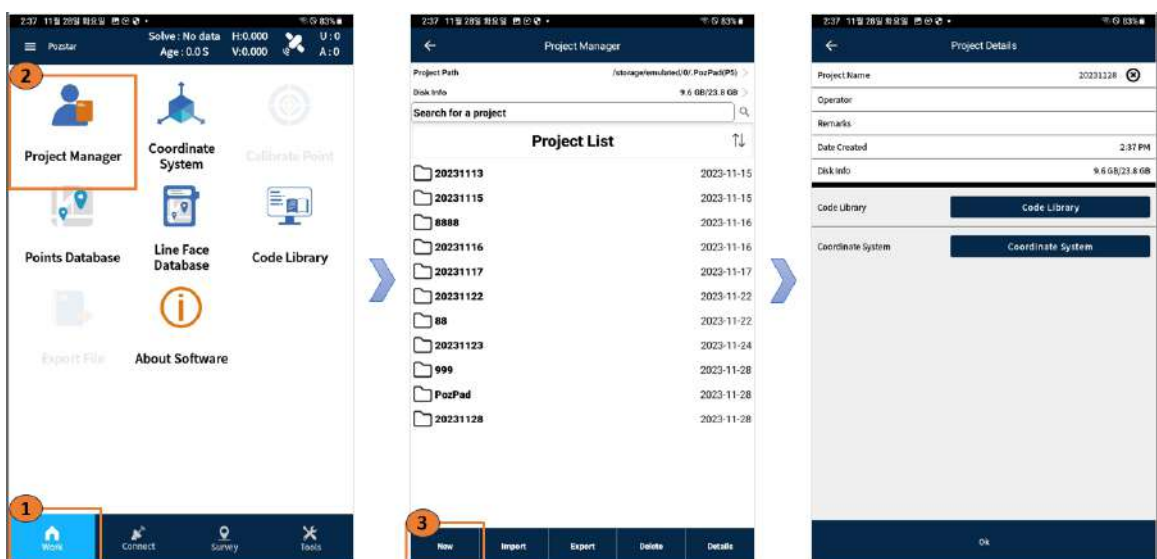 2:37 11월 28일 화요일 83%
Pozstar
Solve : No data H:0.000 U : 0
Age : 0.0 S V:0.000 A : 0
2
Project Manager
Coordinate
System
Calibrate Point
Points Database
Line Face
Database
Code Library
Export File
About Software
1
Work
Connect
Survey
Tools
2:37 11월 28일 화요일 83%
Project Manager
Project Path /storage/emulated/0/.PozPad(P5)
Disk Info 9.6 GB/23.8 GB
Search for a project
Project List
20231113 2023-11-15
20231115 2023-11-15
8888 2023-11-16
20231116 2023-11-16
20231117 2023-11-17
20231122 2023-11-22
88 2023-11-22
20231123 2023-11-24
999 2023-11-28
PozPad 2023-11-28
20231128 2023-11-28
3
New Import Export Delete Details
2:37 11월 28일 화요일 83%
Project Details
Project Name 20231128
Operator
Remarks
Date Created 2:37 PM
Disk Info 9.6 GB/23.8 GB
Code Library Code Library
Coordinate System Coordinate System
Ok